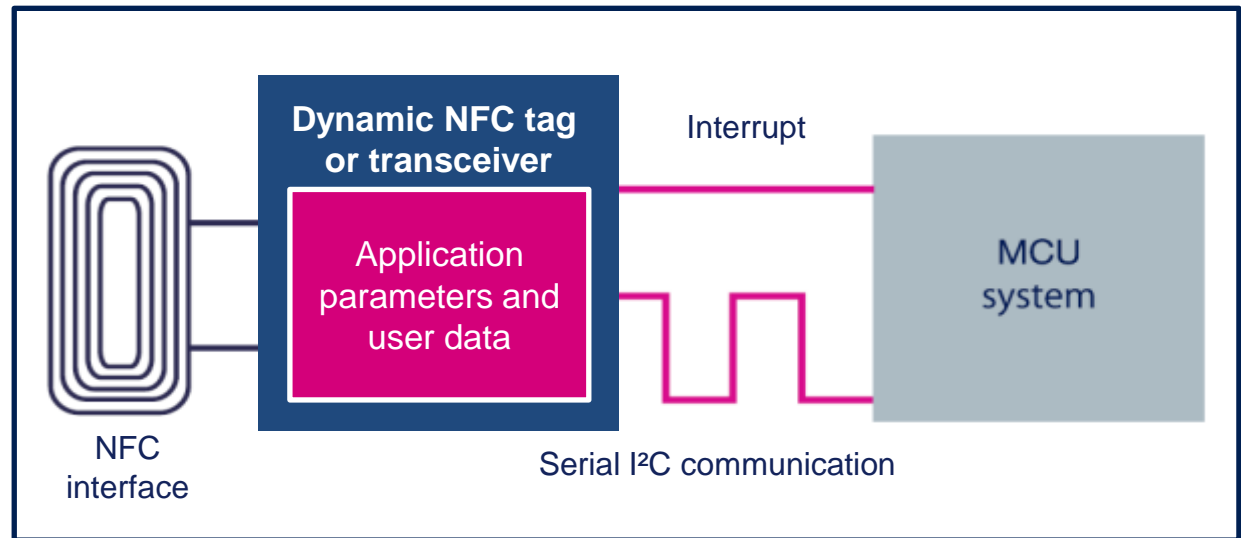 Dynamic NFC tag
or transceiver
Application
parameters and
user data
Interrupt
MCU
system
NFC
interface
Serial I²C communication